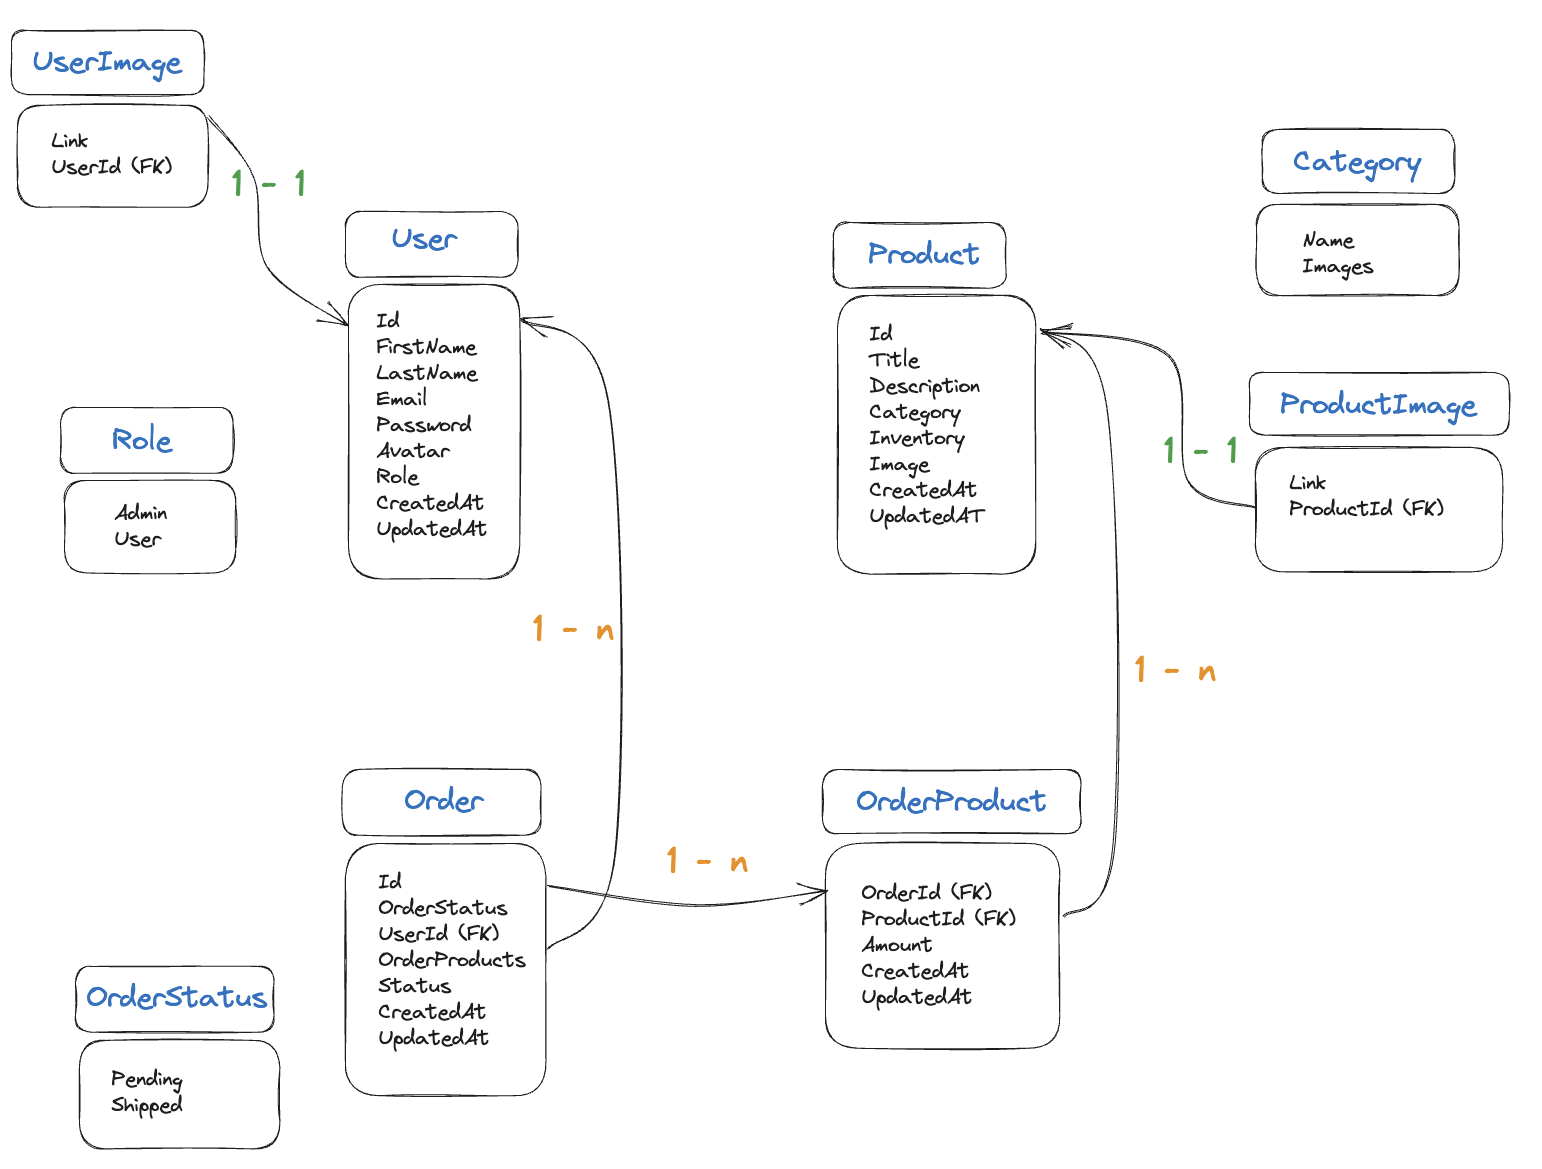 UserImage
Link
UserId (FK)
1 - 1
User
Id
FirstName
LastName
Email
Password
Avatar
Role
CreatedAt
UpdatedAt
Role
Admin
User
Product
Id
Title
Description
Category
Inventory
Image
CreatedAt
UpdatedAT
Category
Name
Images
ProductImage
Link
ProductId (FK)
1 - 1
1 - n
1 - n
Order
Id
OrderStatus
UserId (FK)
OrderProducts
Status
CreatedAt
UpdatedAt
1 - n
OrderProduct
OrderId (FK)
ProductId (FK)
Amount
CreatedAt
UpdatedAt
OrderStatus
Pending
Shipped